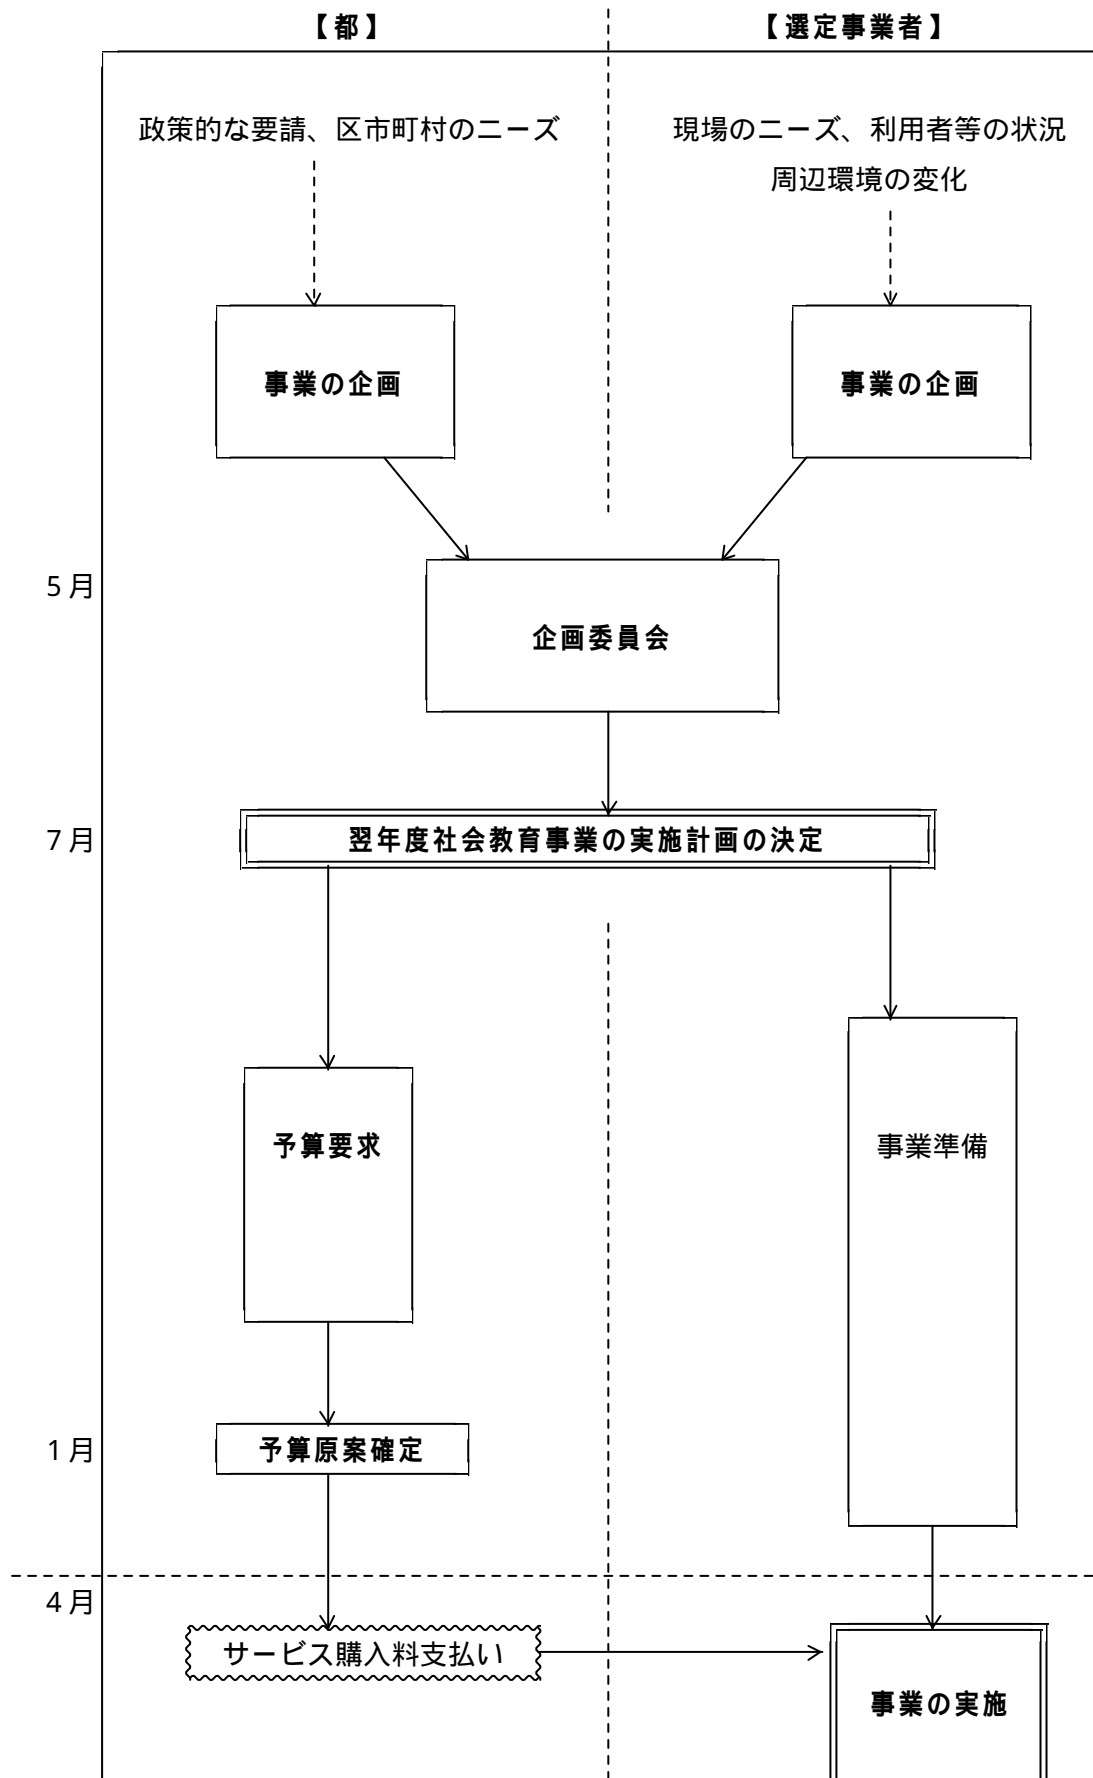 【都】
【選定事業者】
政策的な要請、区市町村のニーズ
現場のニーズ、利用者等の状況
周辺環境の変化
事業の企画
事業の企画
5月
企画委員会
7月
翌年度社会教育事業の実施計画の決定
予算要求
事業準備
1月
予算原案確定
4月
サービス購入料支払い
事業の実施